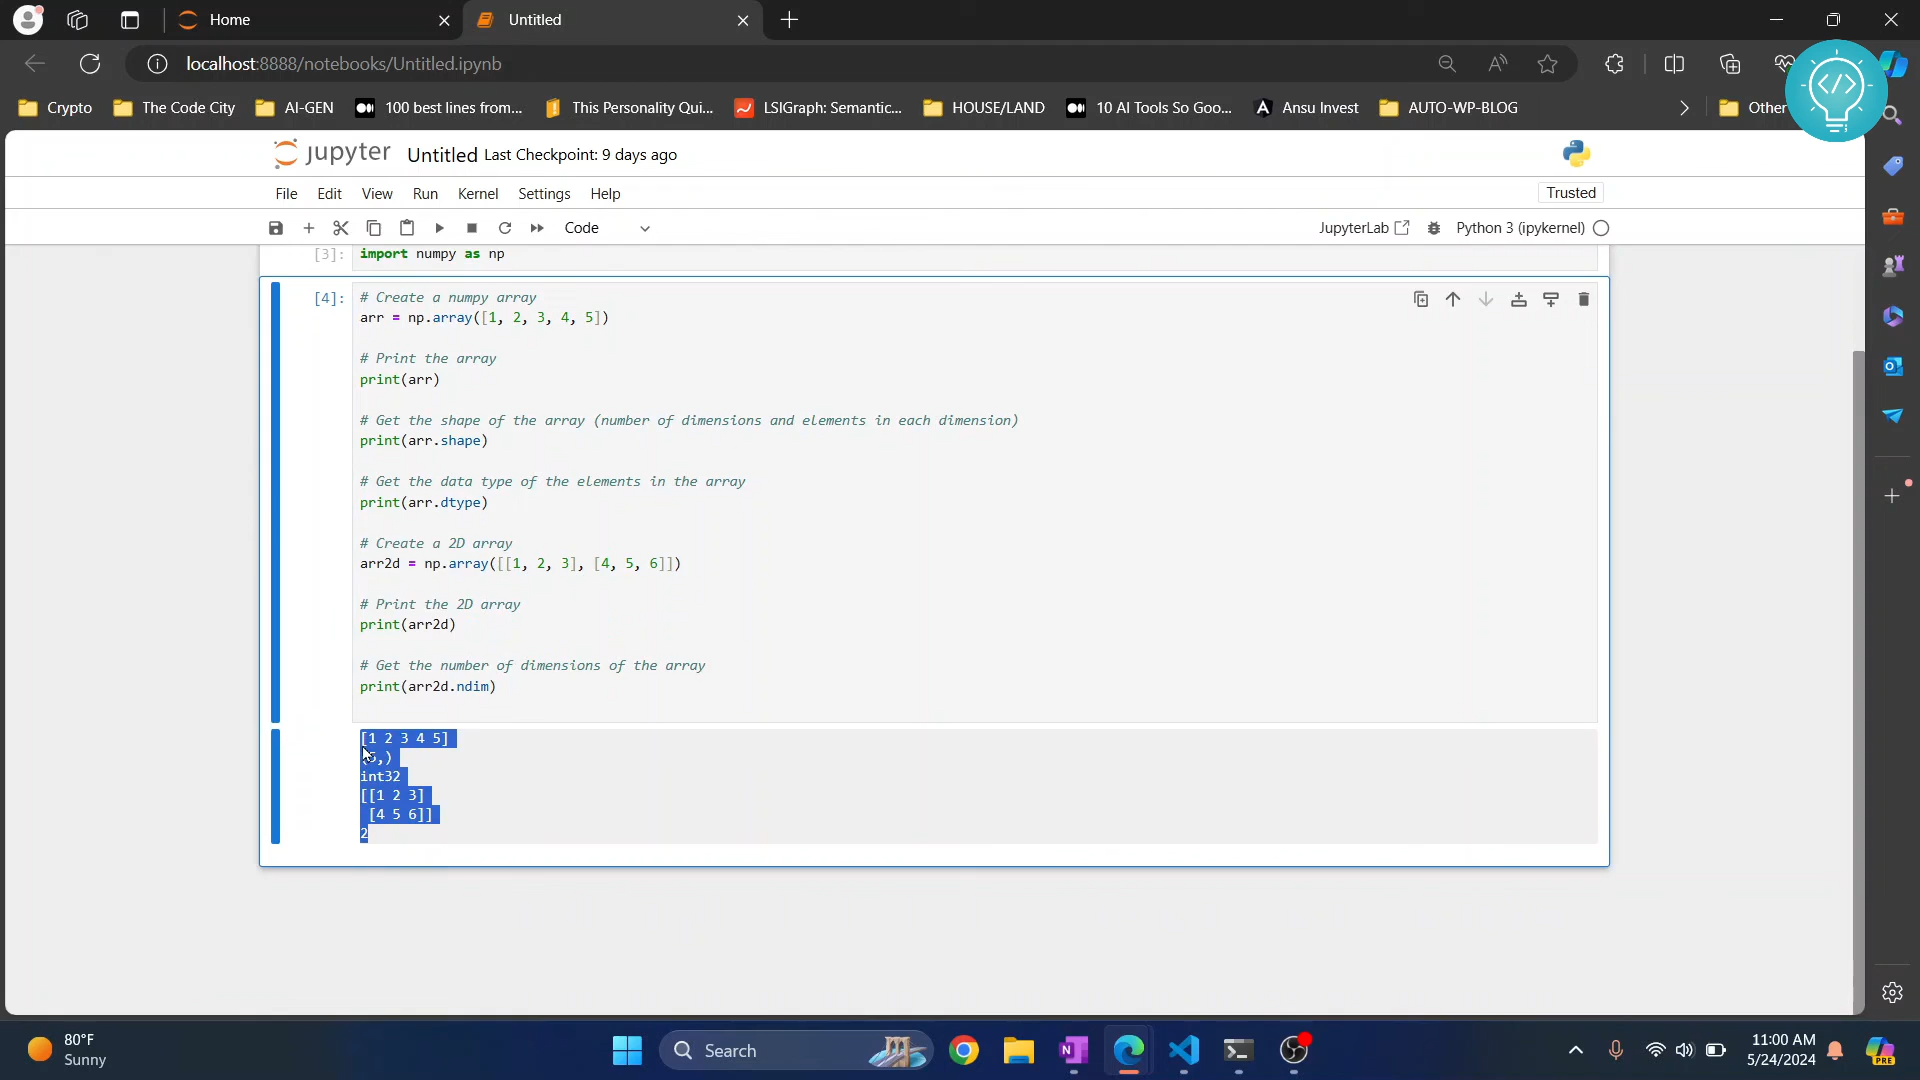 Home
Untitled
localhost:8888/notebooks/Untitled.ipynb
Crypto
The Code City
AI-GEN
100 best lines from...
This Personality Qui...
LSIGraph: Semantic...
HOUSE/LAND
10 AI Tools So Goo...
Ansu Invest
AUTO-WP-BLOG
Other
jupyter Untitled Last Checkpoint: 9 days ago
File Edit View Run Kernel Settings Help
Trusted
Code
JupyterLab
Python 3 (ipykernel)
[3]: import numpy as np
[4]: # Create a numpy array
arr = np.array([1, 2, 3, 4, 5])
# Print the array
print(arr)
# Get the shape of the array (number of dimensions and elements in each dimension)
print(arr.shape)
# Get the data type of the elements in the array
print(arr.dtype)
# Create a 2D array
arr2d = np.array([[1, 2, 3], [4, 5, 6]])
# Print the 2D array
print(arr2d)
# Get the number of dimensions of the array
print(arr2d.ndim)
[1 2 3 4 5]
(5,)
int32
[[1 2 3]
[4 5 6]]
2
80°F
Sunny
Search
11:00 AM
5/24/2024
PRE